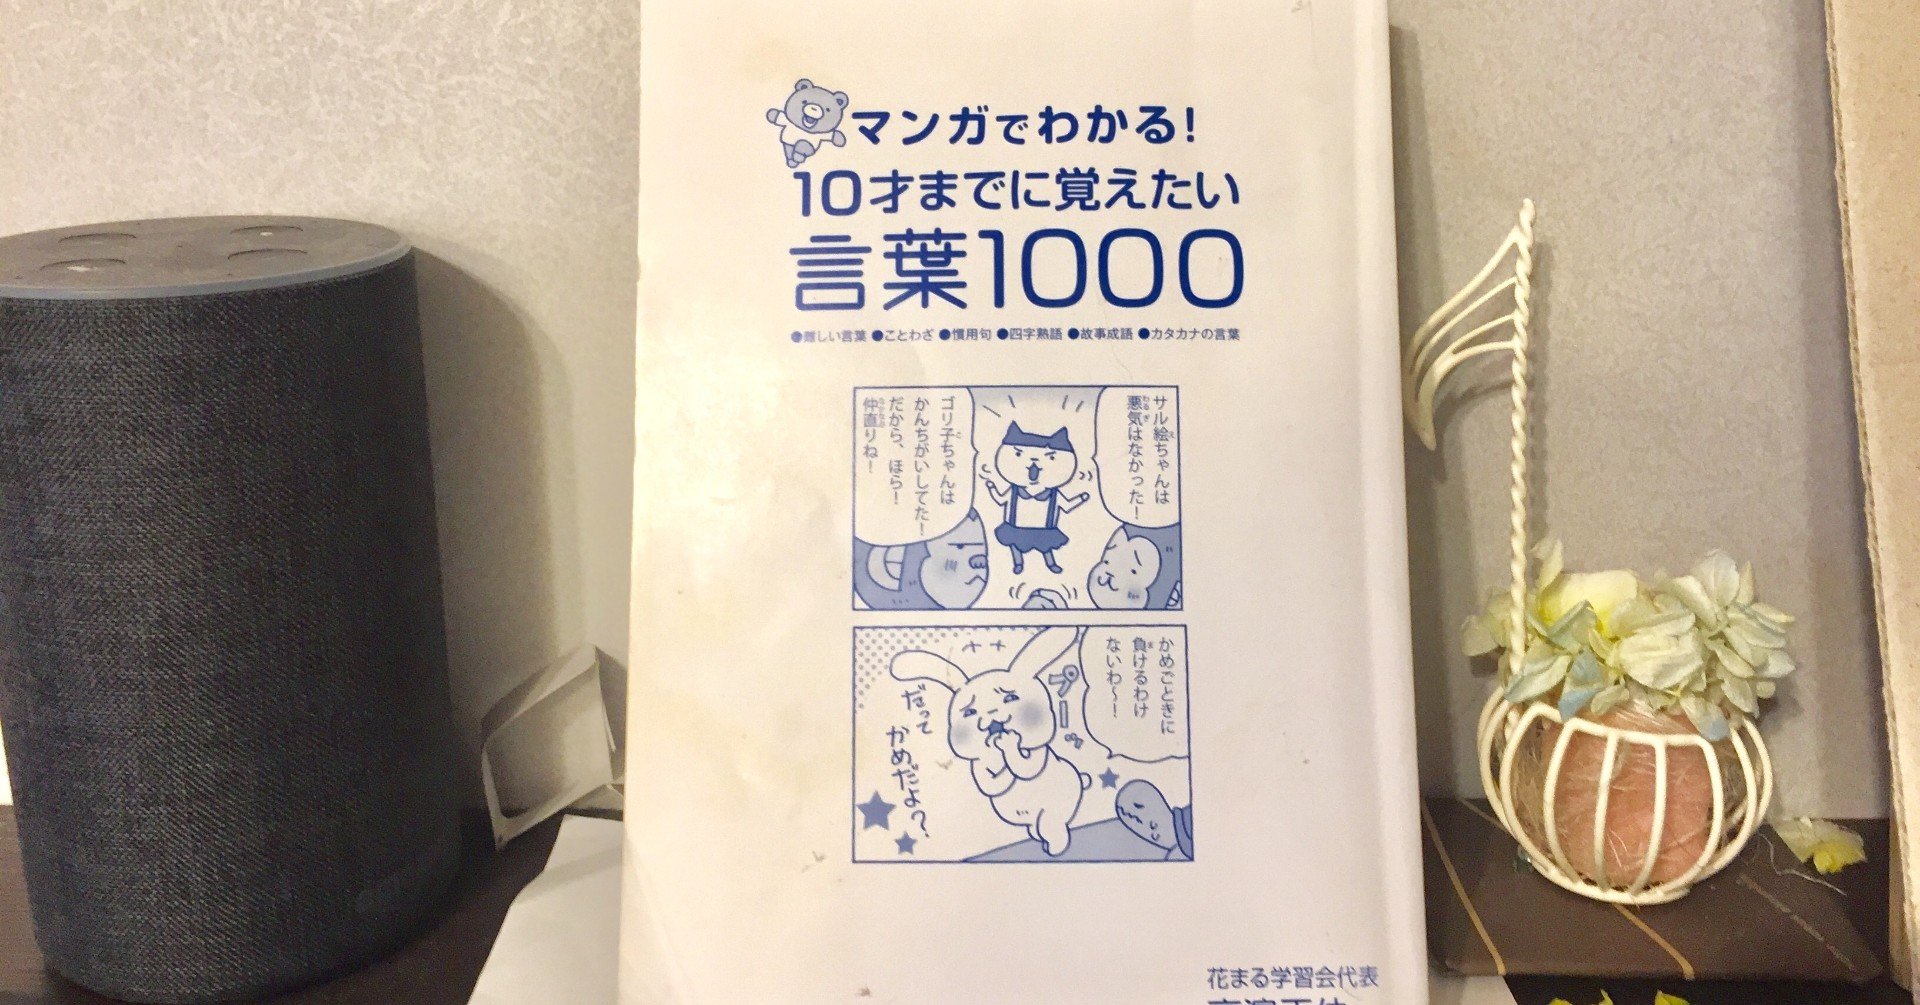 マンガでわかる!
10才までに覚えたい
言葉1000
●難しい言葉 ●ことわざ ●慣用句 ●四字熟語 ●故事成語 ●カタカナの言葉
サル絵ちゃんは
悪気はなかった!
ゴリ子ちゃんは
かんちがいしてた!
だから、ほら!
仲直りね!
かめごときに
負けるわけ
ないわ〜!
だって
かめだよ?
花まる学習会代表